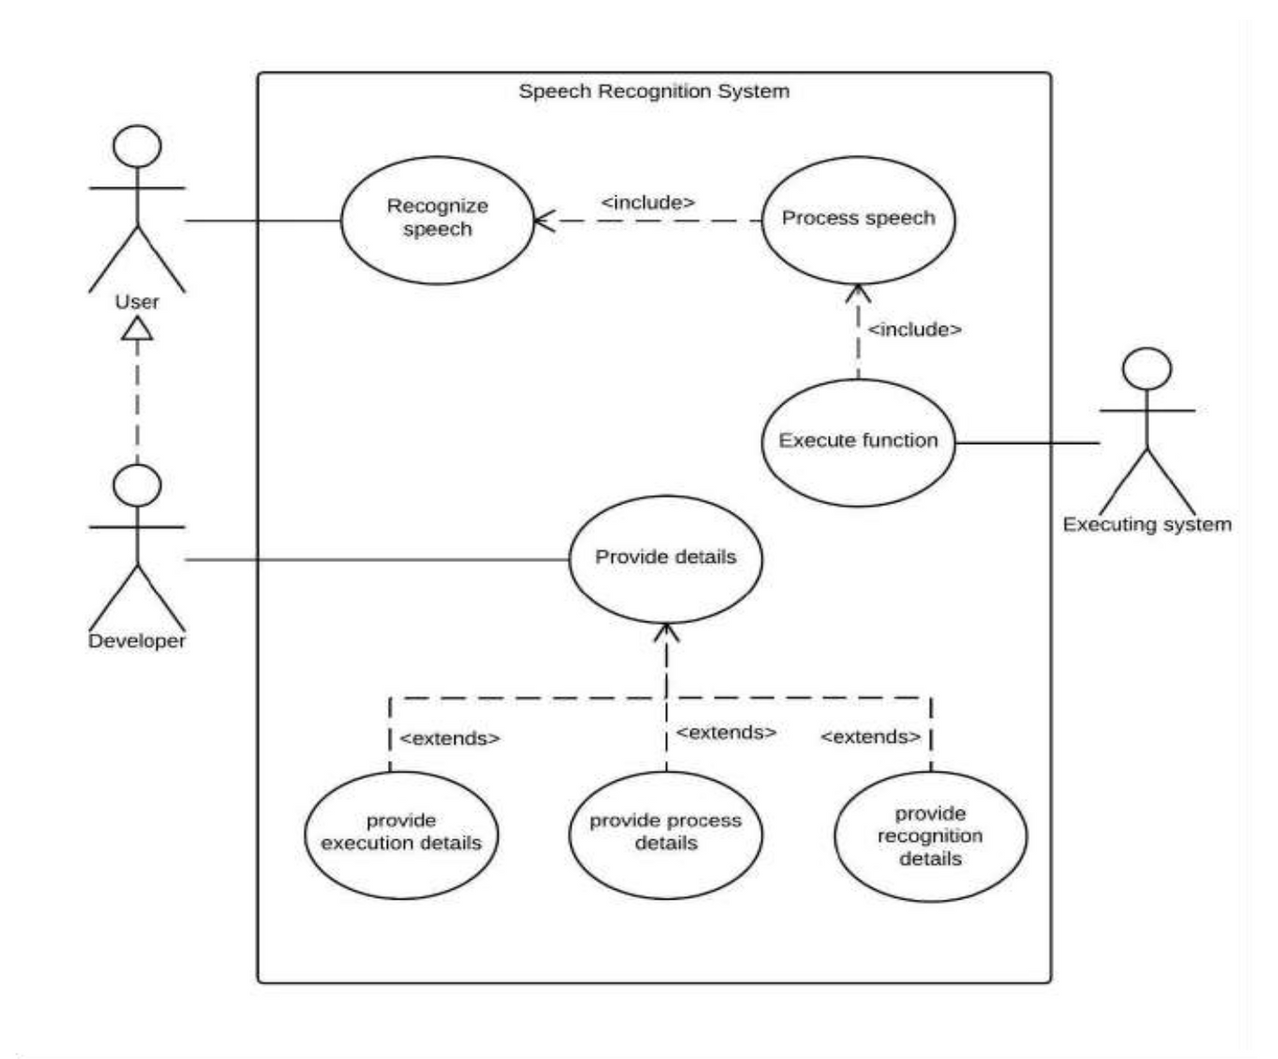 Speech Recognition System
Recognize
speech
<include>
Process speech
User
<include>
Execute function
Executing system
Provide details
Developer
<extends>
<extends>
<extends>
provide
execution details
provide process
details
provide
recognition
details